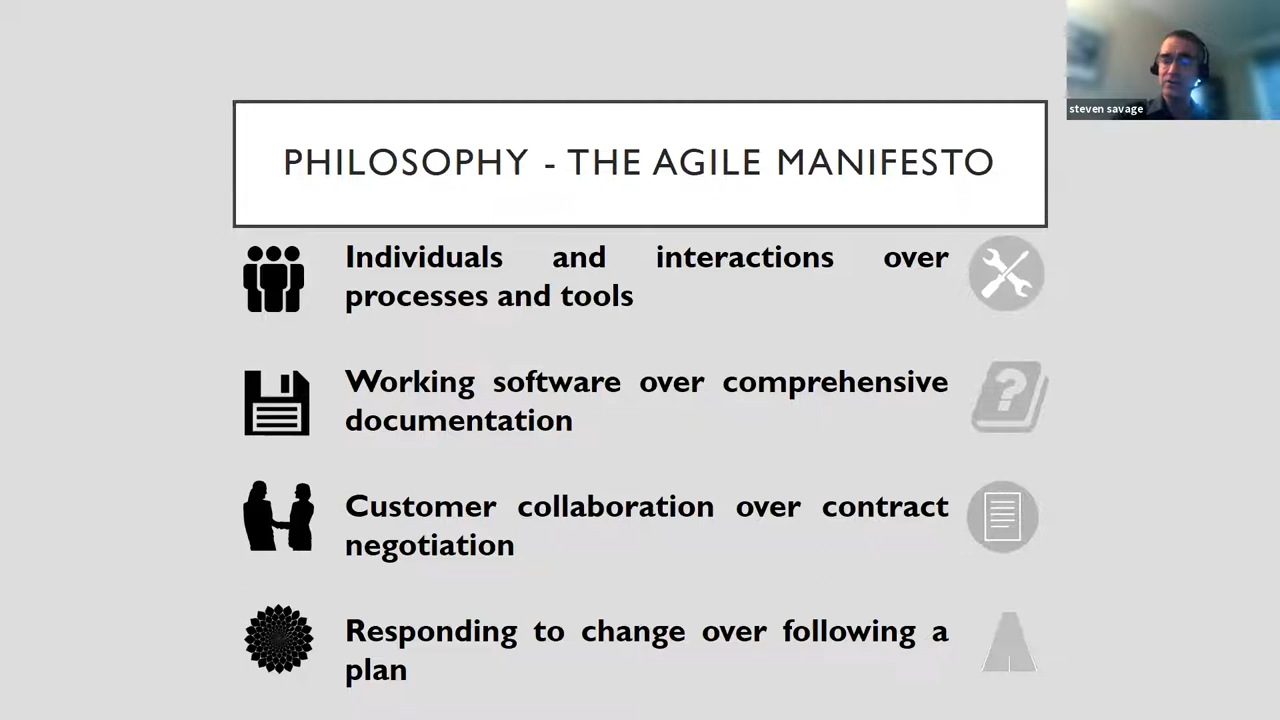 steven savage
PHILOSOPHY - THE AGILE MANIFESTO
Individuals and interactions over
processes and tools
Working software over comprehensive
documentation
Customer collaboration over contract
negotiation
Responding to change over following a
plan